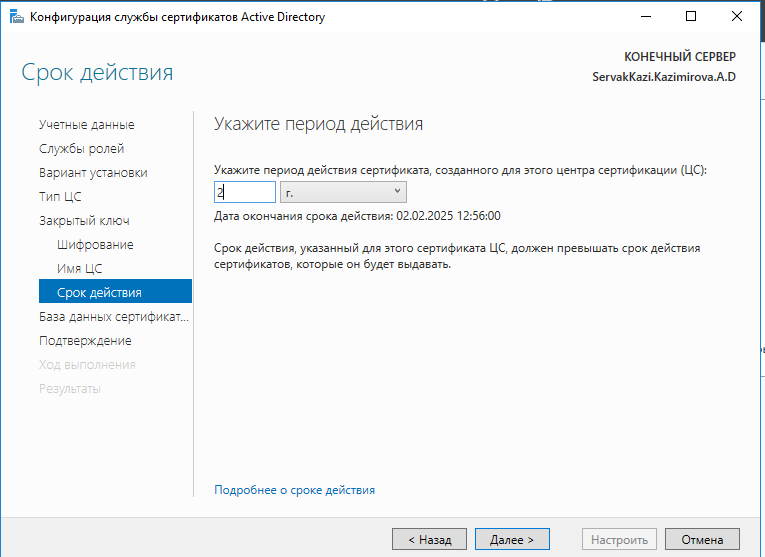 Конфигурация службы сертификатов Active Directory
Срок действия
КОНЕЧНЫЙ СЕРВЕР
ServakKazi.Kazimirova.A.D
Учетные данные
Службы ролей
Вариант установки
Тип ЦС
Закрытый ключ
Шифрование
Имя ЦС
Срок действия
База данных сертификат...
Подтверждение
Ход выполнения
Результаты
Укажите период действия
Укажите период действия сертификата, созданного для этого центра сертификации (ЦС):
2
г.
Дата окончания срока действия: 02.02.2025 12:56:00
Срок действия, указанный для этого сертификата ЦС, должен превышать срок действия
сертификатов, которые он будет выдавать.
Подробнее о сроке действия
< Назад
Далее >
Настроить
Отмена